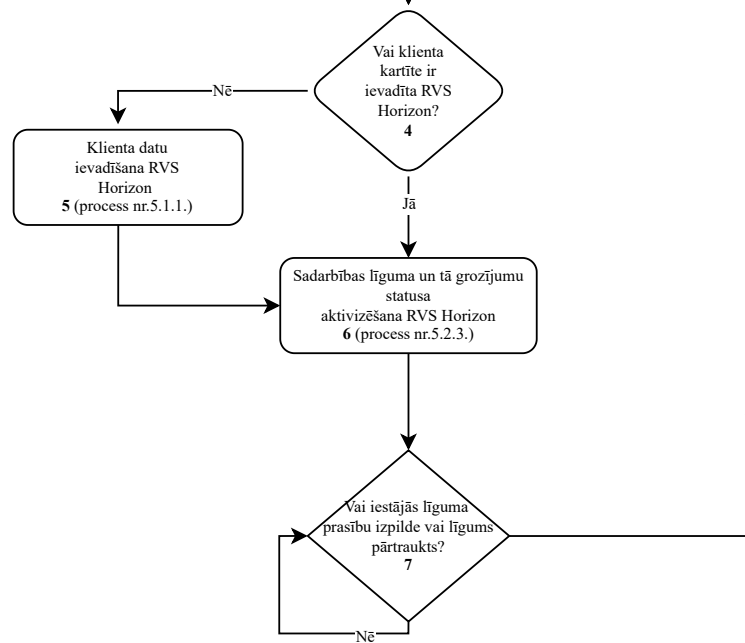 Vai klienta
kartīte ir
ievadīta RVS
Horizon?
4
Nē
Klienta datu
ievadīšana RVS
Horizon
5 (process nr.5.1.1.)
Jā
Sadarbības līguma un tā grozījumu
statusa
aktivizēšana RVS Horizon
6 (process nr.5.2.3.)
Vai iestājās līguma
prasību izpilde vai līgums
pārtraukts?
7
Nē